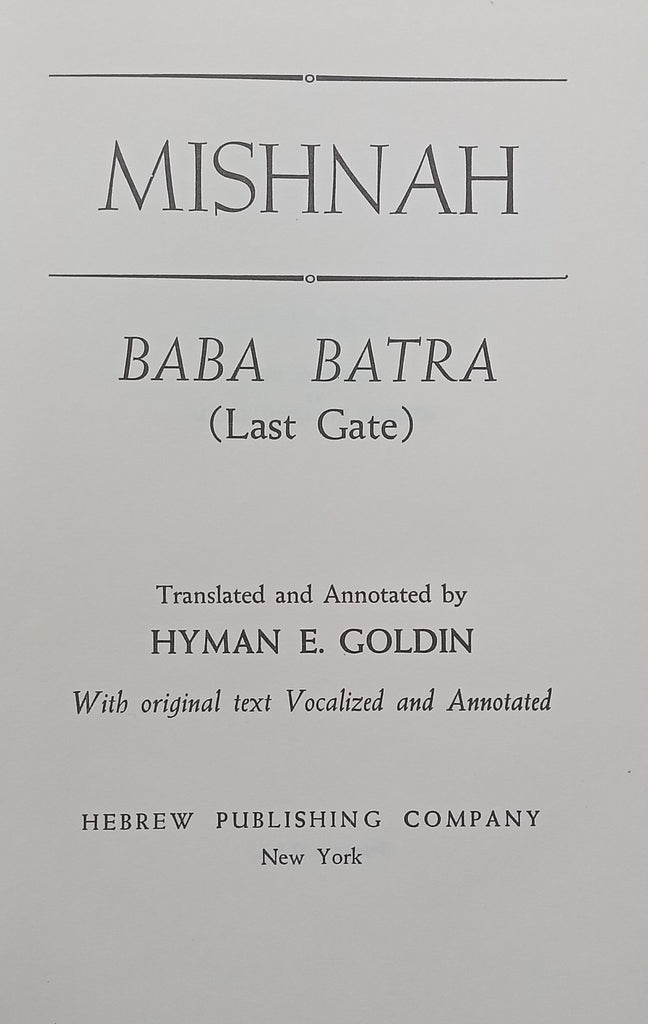 MISHNAH
BABA BATRA
(Last Gate)
Translated and Annotated by
HYMAN E. GOLDIN
With original text Vocalized and Annotated
HEBREW PUBLISHING COMPANY
New York